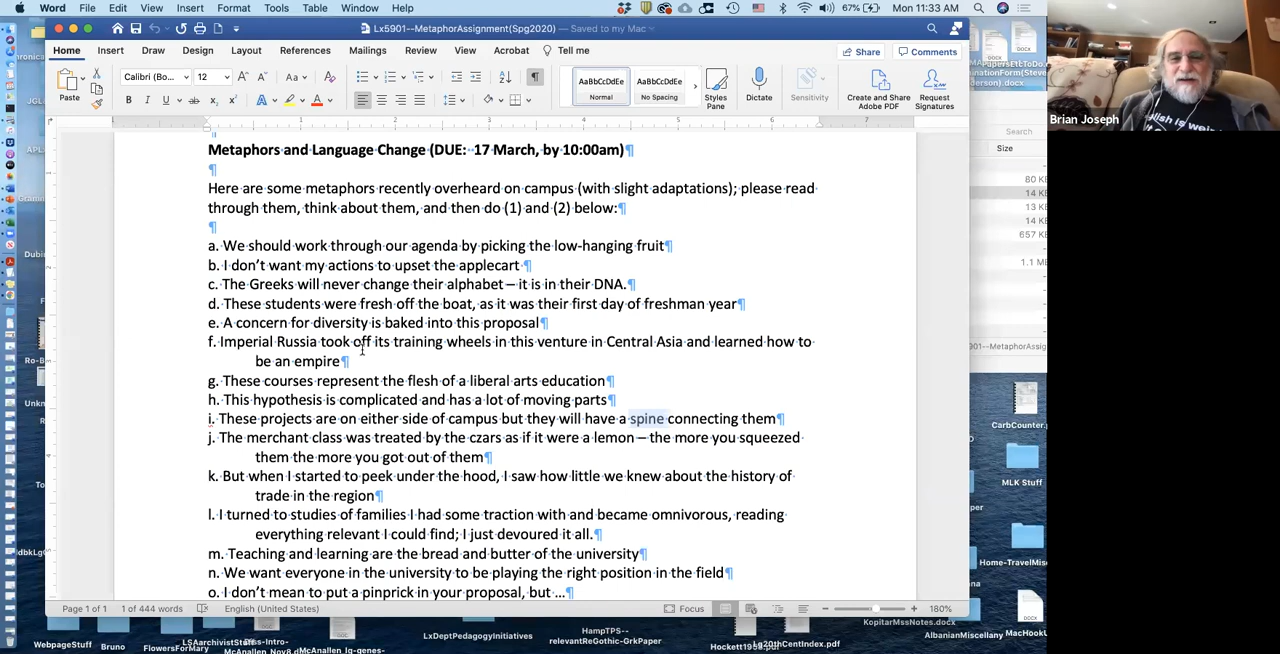 Word File Edit View Insert Format Tools Table Window Help 67% Mon 11:33 AM
Lx5901--MetaphorAssignment(Spg2020) — Saved to my Mac
Home Insert Draw Design Layout References Mailings Review View Acrobat Tell me Share Comments
Paste Calibri (Bo... 12 AaBbCcDdEe AaBbCcDdEe
Normal No Spacing Styles Pane Dictate Sensitivity Create and Share Adobe PDF Request Signatures
Metaphors and Language Change (DUE: 17 March, by 10:00am)¶
¶
Here are some metaphors recently overheard on campus (with slight adaptations); please read
through them, think about them, and then do (1) and (2) below:¶
¶
a. We should work through our agenda by picking the low-hanging fruit¶
b. I don’t want my actions to upset the applecart ¶
c. The Greeks will never change their alphabet – it is in their DNA.¶
d. These students were fresh off the boat, as it was their first day of freshman year¶
e. A concern for diversity is baked into this proposal¶
f. Imperial Russia took off its training wheels in this venture in Central Asia and learned how to
be an empire¶
g. These courses represent the flesh of a liberal arts education¶
h. This hypothesis is complicated and has a lot of moving parts¶
i. These projects are on either side of campus but they will have a spine connecting them¶
j. The merchant class was treated by the czars as if it were a lemon – the more you squeezed
them the more you got out of them¶
k. But when I started to peek under the hood, I saw how little we knew about the history of
trade in the region¶
l. I turned to studies of families I had some traction with and became omnivorous, reading
everything relevant I could find; I just devoured it all.¶
m. Teaching and learning are the bread and butter of the university¶
n. We want everyone in the university to be playing the right position in the field¶
o. I don’t mean to put a pinprick in your proposal, but ...¶
Page 1 of 1 1 of 444 words English (United States) Focus 180%
Brian Joseph
Search
Size
80 KB
14 KB
13 KB
14 KB
657 KB
1.1 M
CarbCounter.p
MLK Stuff
Home-TravelMise
MacHookU
WebpageStuff
Bruno
FlowersForMary
LSAarchivistStuff
LxDeptPedagogyInitiatives
HampTPS--
relevantReGothic-GrkPaper
Hockett1958.pdf
Lg20thCentIndex.pdf
KopitarMssNotes.docx
AlbanianMiscellany